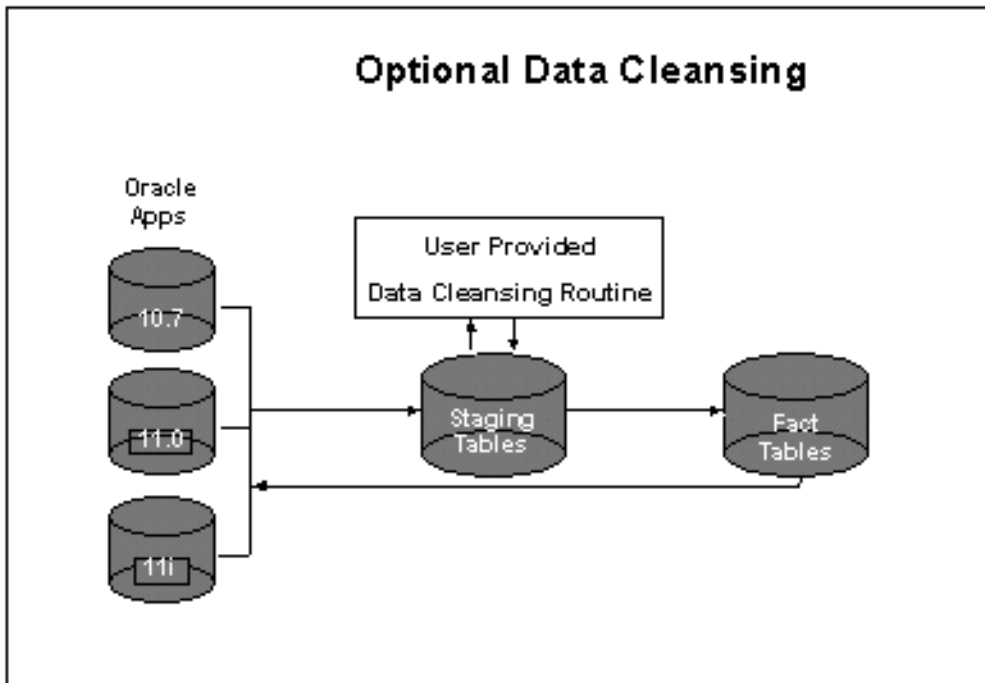 Optional Data Cleansing
Oracle
Apps
10.7
11.0
11i
User Provided
Data Cleansing Routine
Staging
Tables
Fact
Tables